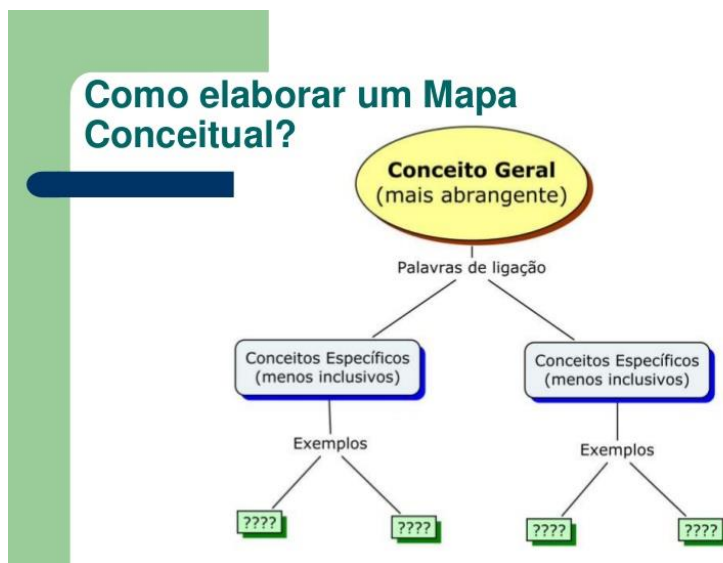 Como elaborar um Mapa
Conceitual?
Conceito Geral
(mais abrangente)
Palavras de ligação
Conceitos Específicos
(menos inclusivos)
Conceitos Específicos
(menos inclusivos)
Exemplos
Exemplos
????
????
????
????